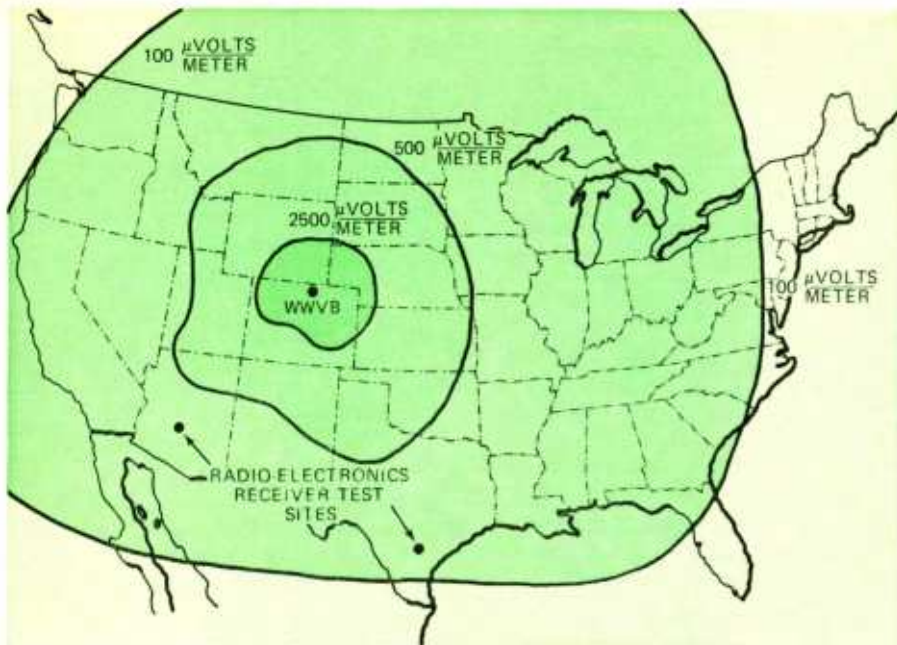 100 μVOLTS
METER
500 μVOLTS
METER
2500 μVOLTS
METER
WWVB
100 μVOLTS
METER
RADIO-ELECTRONICS
RECEIVER TEST
SITES